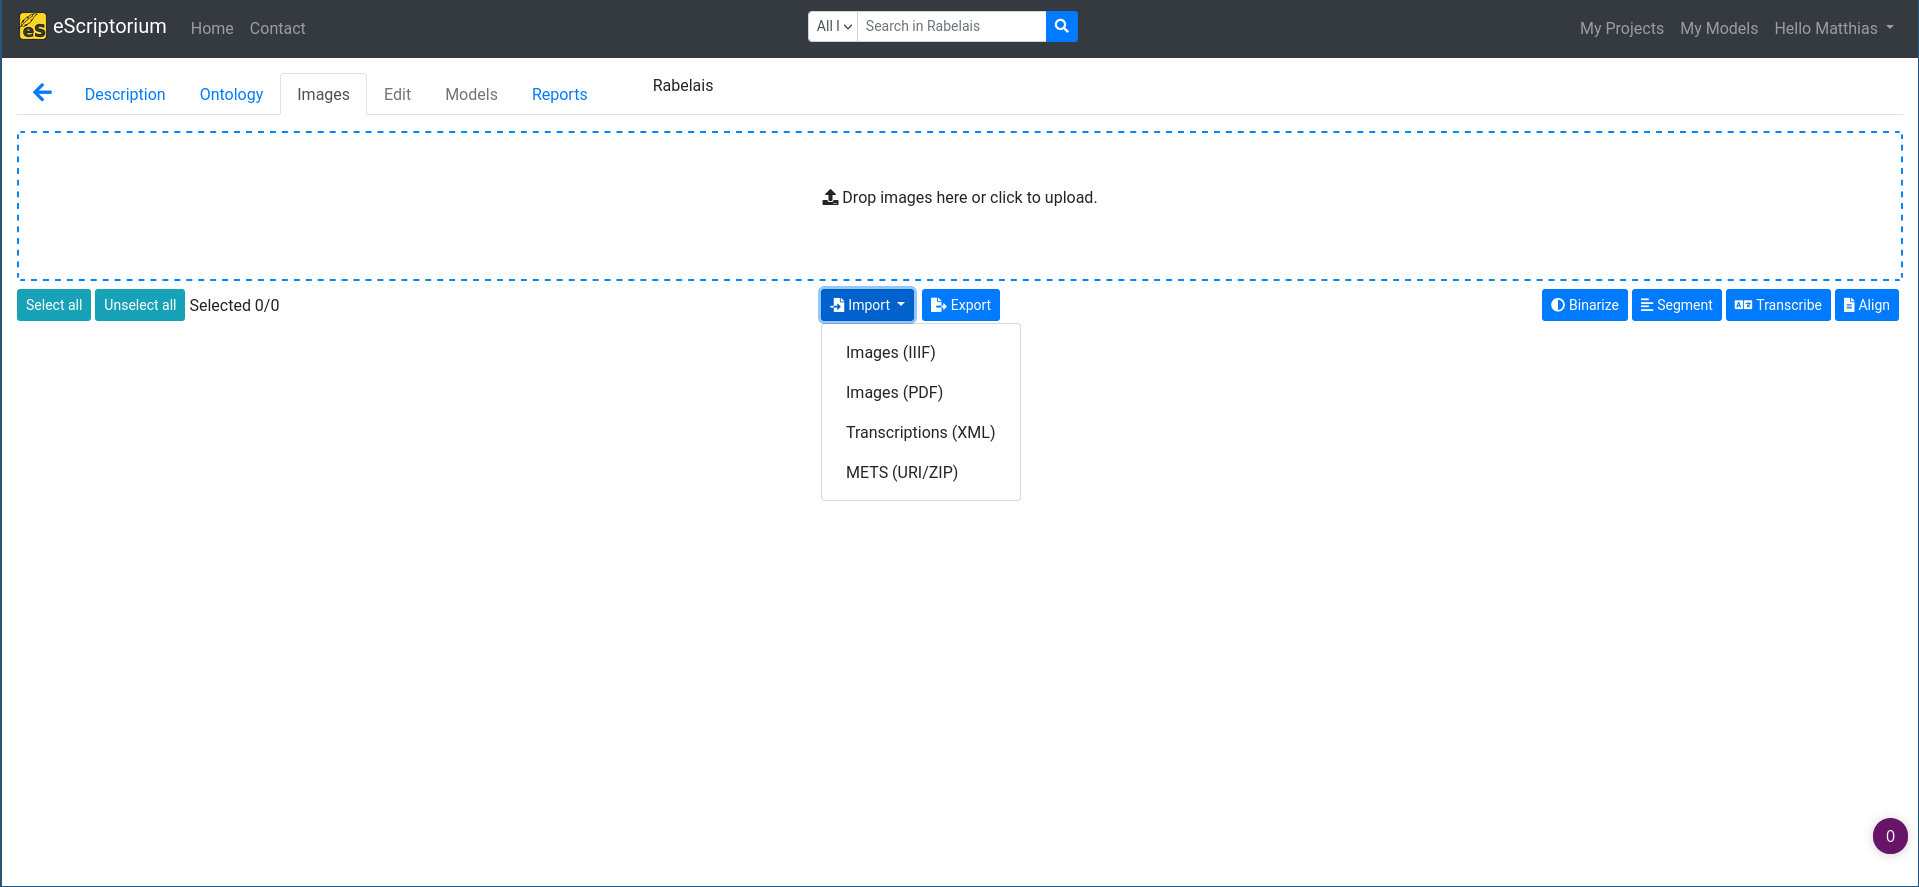 eScriptorium Home Contact All l Search in Rabelais My Projects My Models Hello Matthias
Description Ontology Images Edit Models Reports Rabelais
Drop images here or click to upload.
Select all Unselect all Selected 0/0 Import Export Binarize Segment Transcribe Align
Images (IIIF)
Images (PDF)
Transcriptions (XML)
METS (URI/ZIP)
0